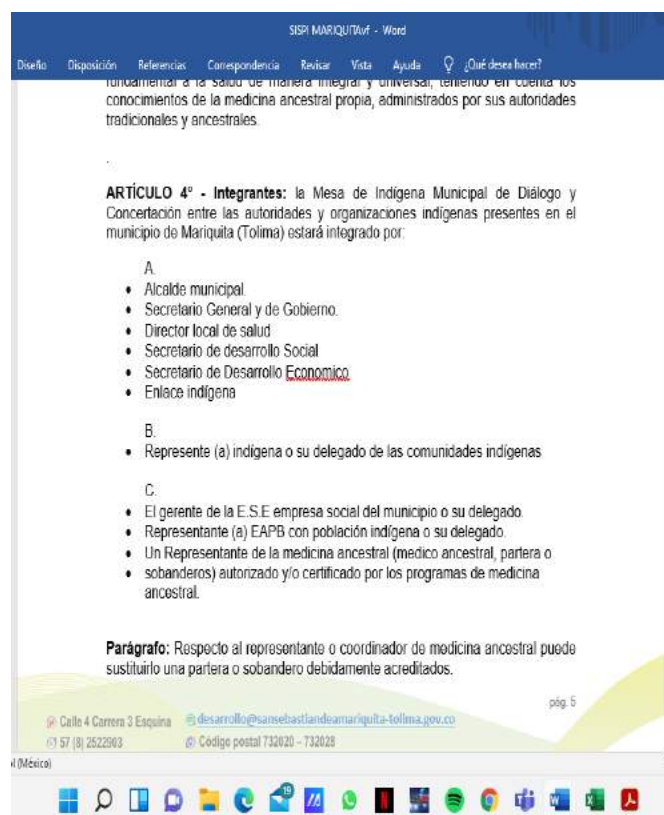 SISPI MARIQUITAvf - Word
Diseño Disposición Referencias Correspondencia Revisar Vista Ayuda ¿Qué desea hacer?
fundamental a la salud de manera integral y universal, teniendo en cuenta los
conocimientos de la medicina ancestral propia, administrados por sus autoridades
tradicionales y ancestrales.
.
ARTÍCULO 4° - Integrantes: la Mesa de Indígena Municipal de Diálogo y
Concertación entre las autoridades y organizaciones indígenas presentes en el
municipio de Mariquita (Tolima) estará integrado por:
A.
• Alcalde municipal.
• Secretario General y de Gobierno.
• Director local de salud
• Secretario de desarrollo Social
• Secretario de Desarrollo Economico
• Enlace indígena
B.
• Represente (a) indígena o su delegado de las comunidades indígenas
C.
• El gerente de la E.S.E empresa social del municipio o su delegado.
• Representante (a) EAPB con población indígena o su delegado.
• Un Representante de la medicina ancestral (medico ancestral, partera o
• sobanderos) autorizado y/o certificado por los programas de medicina
ancestral.
Parágrafo: Respecto al representante o coordinador de medicina ancestral puede
sustituirlo una partera o sobandero debidamente acreditados.
pág. 5
Calle 4 Carrera 3 Esquina desarrollo@sansebastiandeamariquita-tolima.gov.co
57 (8) 2522903 Código postal 732020 – 732028
(México)
19